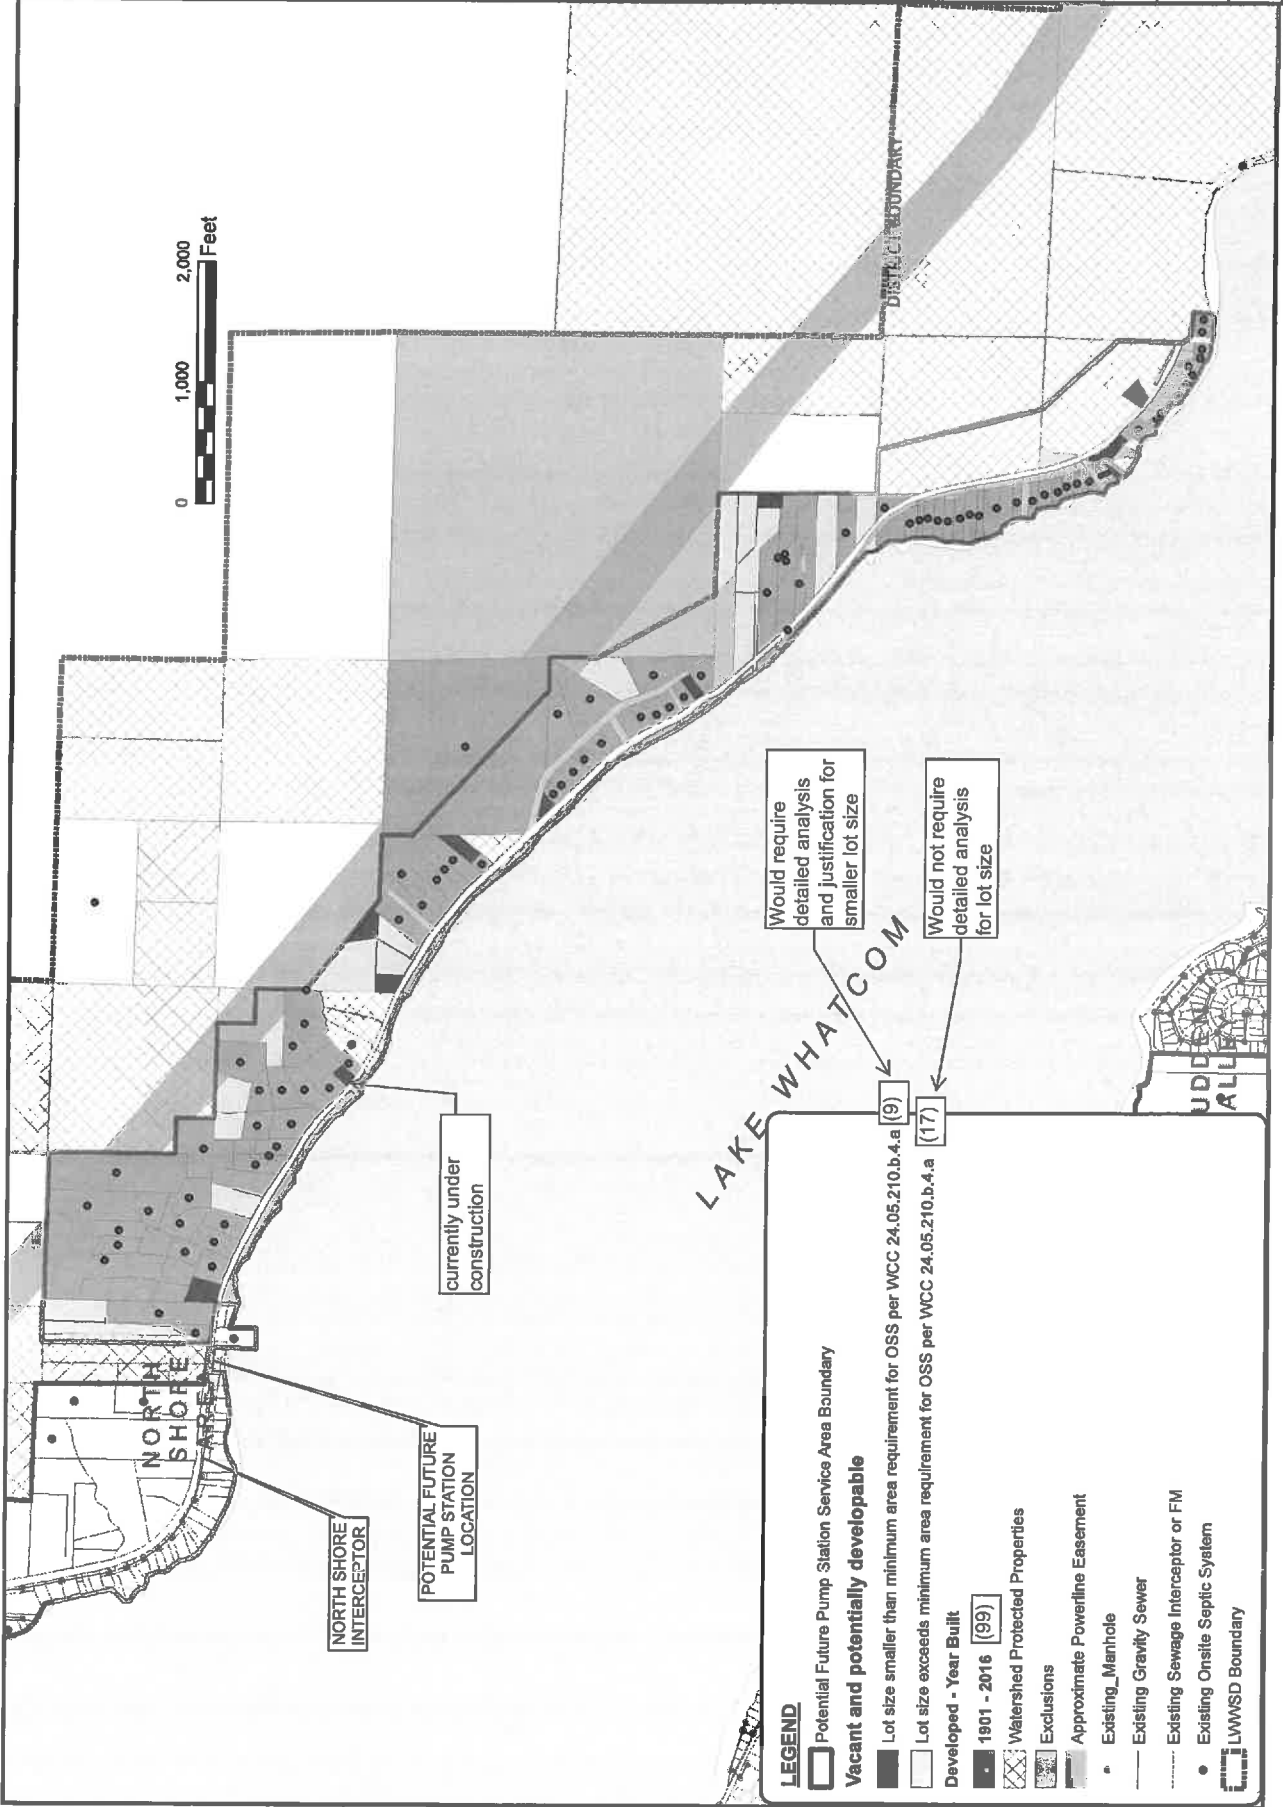 0 1,000 2,000
Feet
DISTRICT BOUNDARY
NORTH
SHORE
AREA
currently under
construction
POTENTIAL FUTURE
PUMP STATION
LOCATION
NORTH SHORE
INTERCEPTOR
LAKE WHATCOM
Would require
detailed analysis
and justification for
smaller lot size
Would not require
detailed analysis
for lot size
UDDEN
ALLEY
LEGEND
Potential Future Pump Station Service Area Boundary
Vacant and potentially developable
Lot size smaller than minimum area requirement for OSS per WCC 24.05.210.b.4.a (9)
Lot size exceeds minimum area requirement for OSS per WCC 24.05.210.b.4.a (17)
Developed - Year Built
1901 - 2016 (99)
Watershed Protected Properties
Exclusions
Approximate Powerline Easement
Existing_Manhole
Existing Gravity Sewer
Existing Sewage Interceptor or FM
Existing Onsite Septic System
LWWSD Boundary